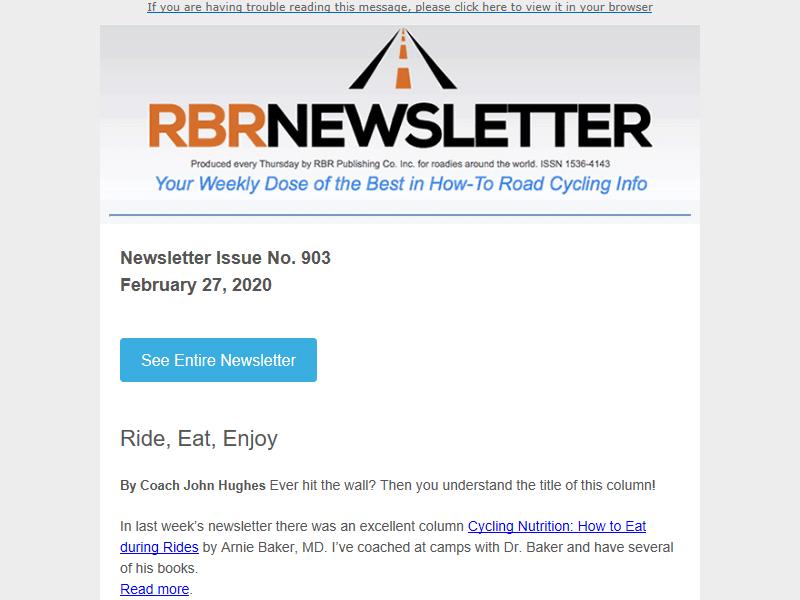 If you are having trouble reading this message, please click here to view it in your browser
RBRNEWSLETTER
Produced every Thursday by RBR Publishing Co. Inc. for roadies around the world. ISSN 1536-4143
Your Weekly Dose of the Best in How-To Road Cycling Info
Newsletter Issue No. 903
February 27, 2020
See Entire Newsletter
Ride, Eat, Enjoy
By Coach John Hughes Ever hit the wall? Then you understand the title of this column!
In last week’s newsletter there was an excellent column Cycling Nutrition: How to Eat
during Rides by Arnie Baker, MD. I’ve coached at camps with Dr. Baker and have several
of his books.
Read more.